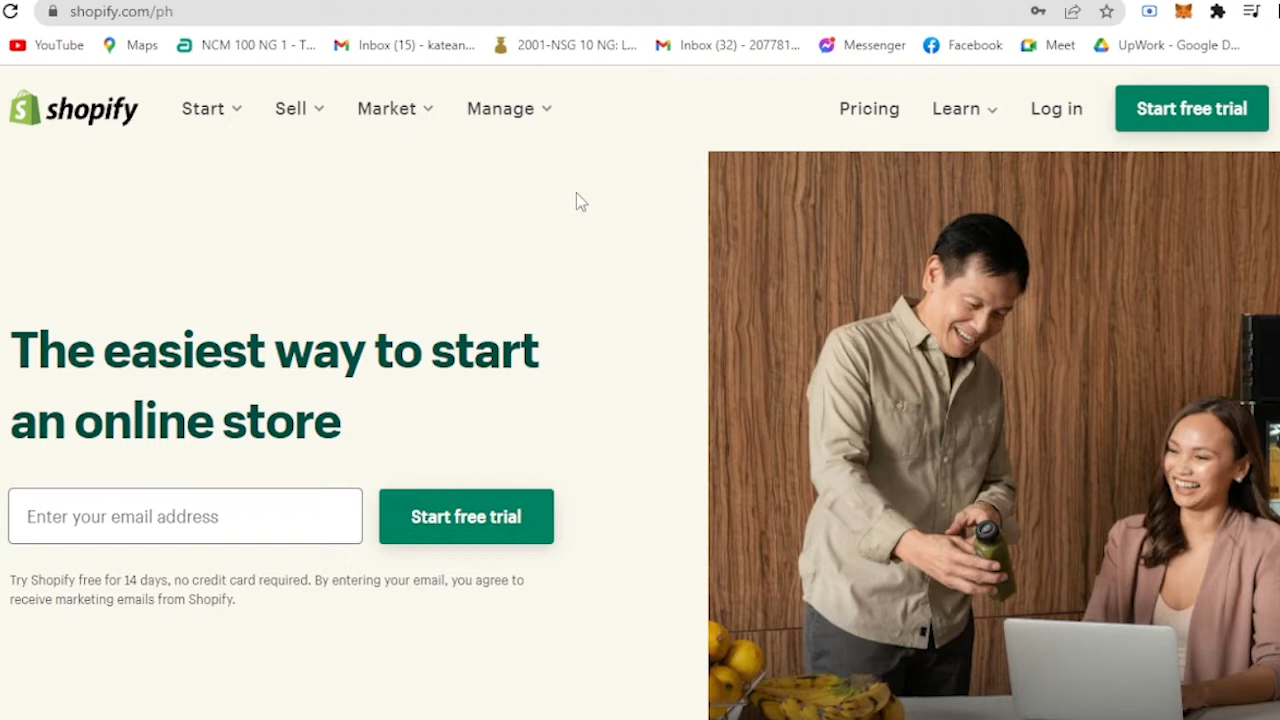 shopify.com/ph
YouTube Maps NCM 100 NG 1 - T... Inbox (15) - katean... 2001-NSG 10 NG: L... Inbox (32) - 207781... Messenger Facebook Meet UpWork - Google D...
shopify Start Sell Market Manage Pricing Learn Log in Start free trial
The easiest way to start
an online store
Enter your email address Start free trial
Try Shopify free for 14 days, no credit card required. By entering your email, you agree to
receive marketing emails from Shopify.